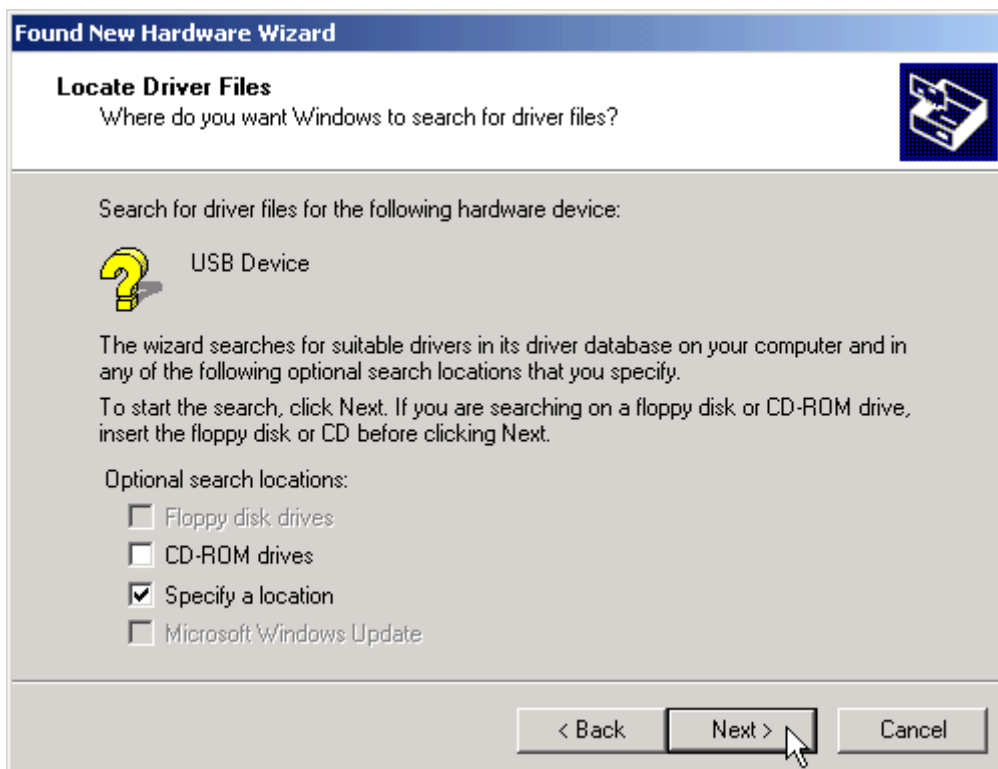 Found New Hardware Wizard
Locate Driver Files
Where do you want Windows to search for driver files?
Search for driver files for the following hardware device:
USB Device
The wizard searches for suitable drivers in its driver database on your computer and in
any of the following optional search locations that you specify.
To start the search, click Next. If you are searching on a floppy disk or CD-ROM drive,
insert the floppy disk or CD before clicking Next.
Optional search locations:
Floppy disk drives
CD-ROM drives
Specify a location
Microsoft Windows Update
< Back
Next >
Cancel